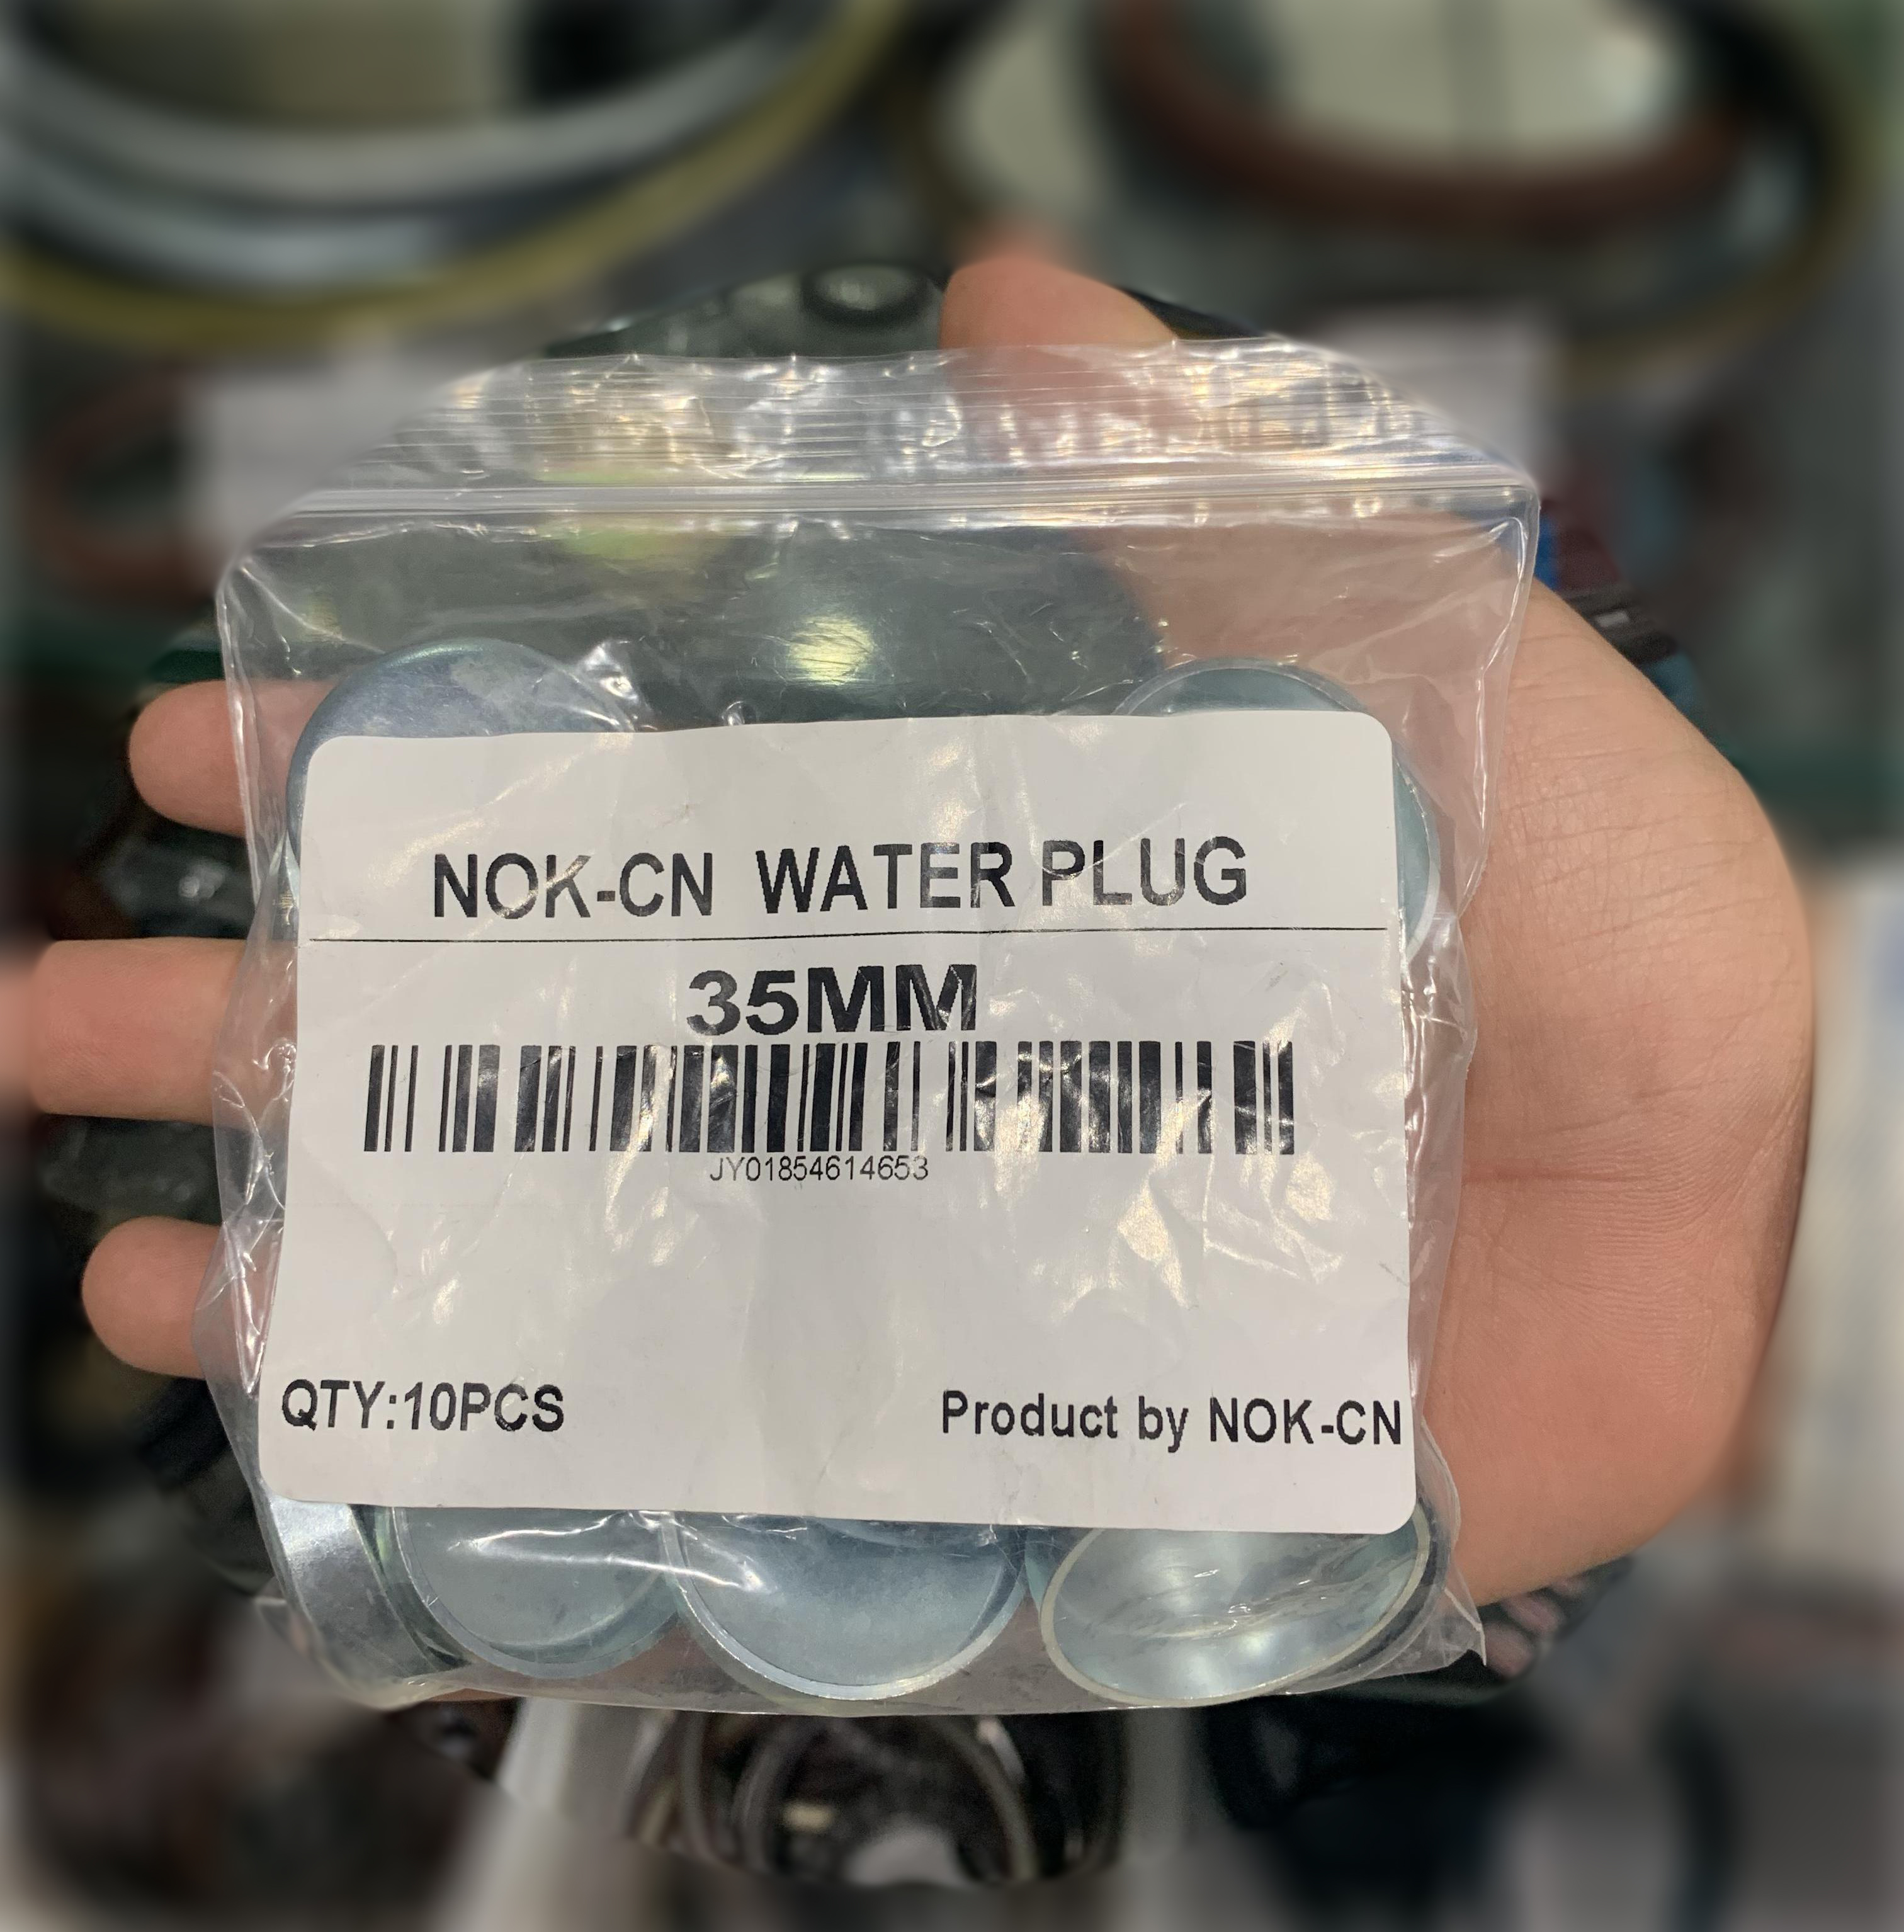 NOK-CN WATER PLUG
35MM
JY01854614653
QTY:10PCS
Product by NOK-CN